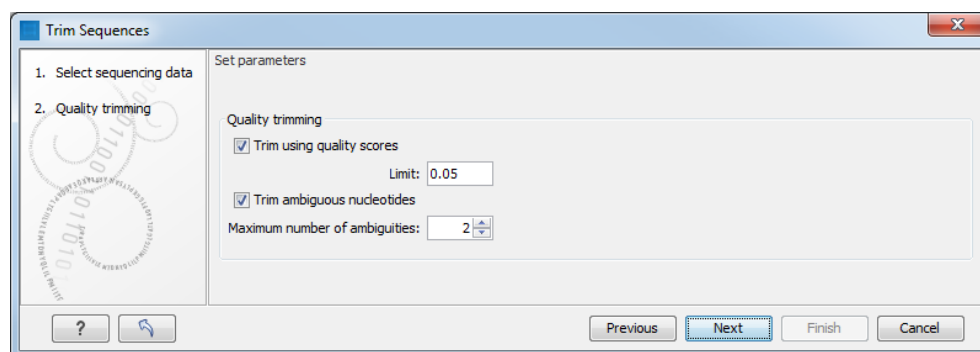 Trim Sequences
1. Select sequencing data
2. Quality trimming
Set parameters
Quality trimming
Trim using quality scores
Limit: 0.05
Trim ambiguous nucleotides
Maximum number of ambiguities: 2
? Previous Next Finish Cancel